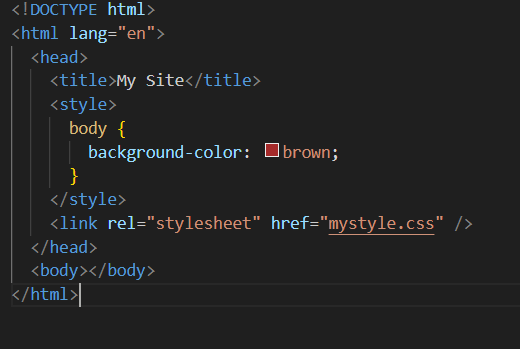 <!DOCTYPE html>
<html lang="en">
<head>
<title>My Site</title>
<style>
body {
background-color: brown;
}
</style>
<link rel="stylesheet" href="mystyle.css" />
</head>
<body></body>
</html>